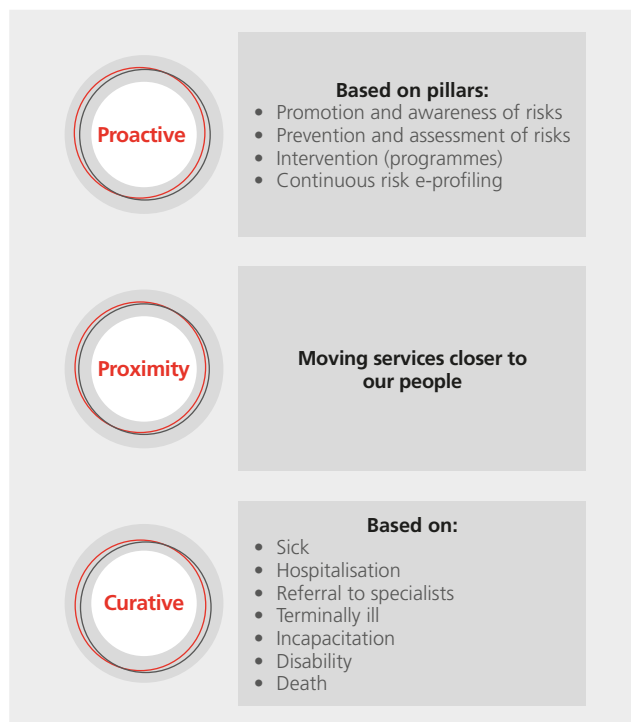 Proactive
Based on pillars:
• Promotion and awareness of risks
• Prevention and assessment of risks
• Intervention (programmes)
• Continuous risk e-profiling
Proximity
Moving services closer to
our people
Curative
Based on:
• Sick
• Hospitalisation
• Referral to specialists
• Terminally ill
• Incapacitation
• Disability
• Death